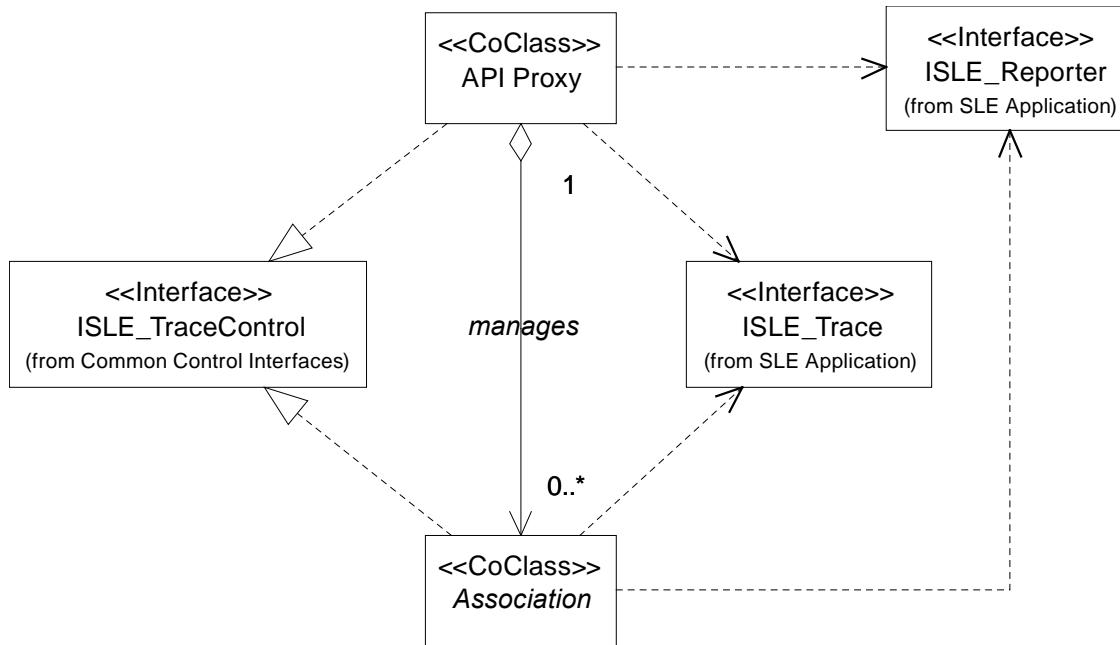 <<CoClass>>
API Proxy
<<Interface>>
ISLE_Reporter
(from SLE Application)
1
<<Interface>>
ISLE_TraceControl
(from Common Control Interfaces)
manages
<<Interface>>
ISLE_Trace
(from SLE Application)
0..*
<<CoClass>>
Association